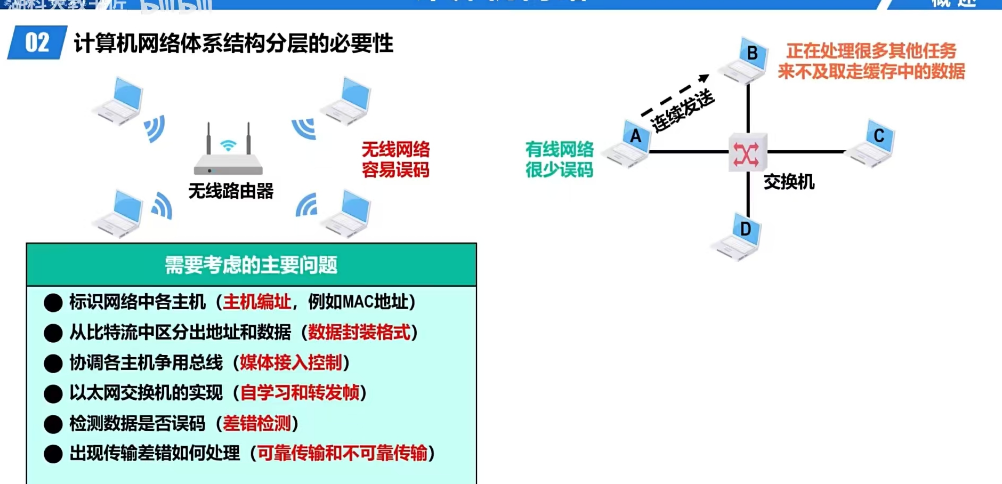 概述
02 计算机网络体系结构分层的必要性
无线路由器
无线网络
容易误码
正在处理很多其他任务
来不及取走缓存中的数据
B
连续发送
A
C
有线网络
很少误码
交换机
D
需要考虑的主要问题
● 标识网络中各主机（主机编址，例如MAC地址）
● 从比特流中区分出地址和数据（数据封装格式）
● 协调各主机争用总线（媒体接入控制）
● 以太网交换机的实现（自学习和转发帧）
● 检测数据是否误码（差错检测）
● 出现传输差错如何处理（可靠传输和不可靠传输）